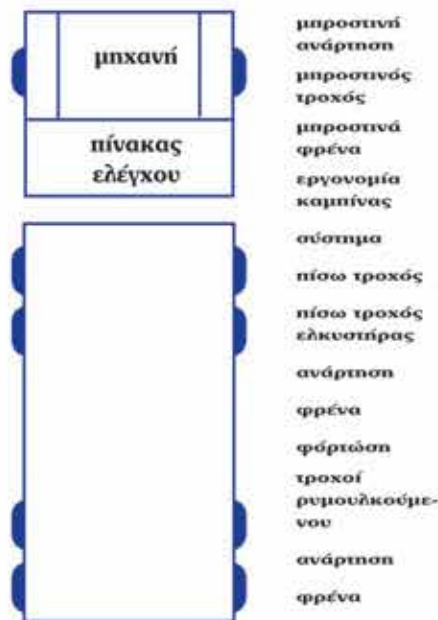 μηχανή
πίνακας
ελέγχου
μπροστινή
ανάρτηση
μπροστινός
τροχός
μπροστινά
φρένα
εργονομία
καμπίνας
σύστημα
πίσω τροχός
πίσω τροχός
ελκυστήρας
ανάρτηση
φρένα
φόρτωση
τροχοί
ρυμουλκούμε-
νου
ανάρτηση
φρένα